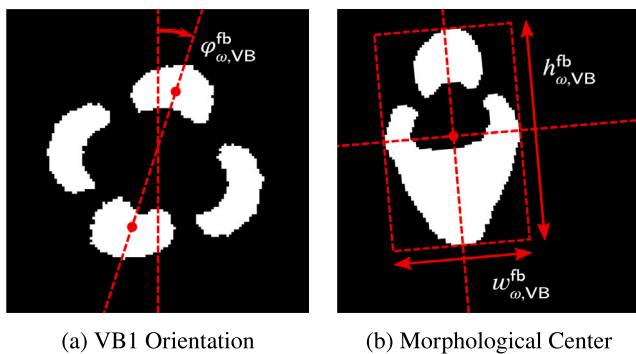 φ^fb_ω,VB
h^fb_ω,VB
w^fb_ω,VB
(a) VB1 Orientation
(b) Morphological Center